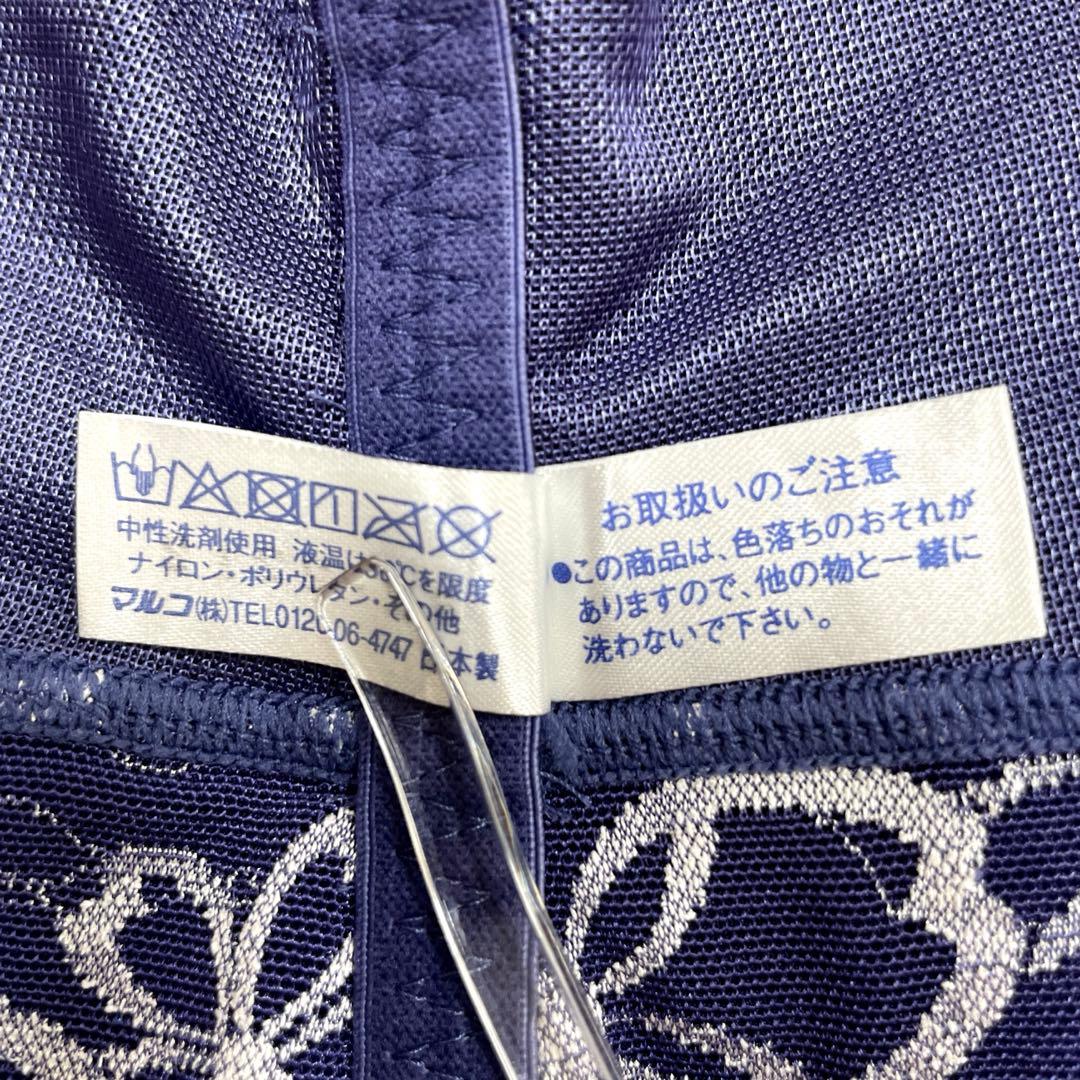 中性洗剤使用 液温は30℃を限度
ナイロン・ポリウレタン・その他
マルコ(株)TEL0120-06-4747 日本製
お取扱いのご注意
●この商品は、色落ちのおそれが
ありますので、他の物と一緒に
洗わないで下さい。